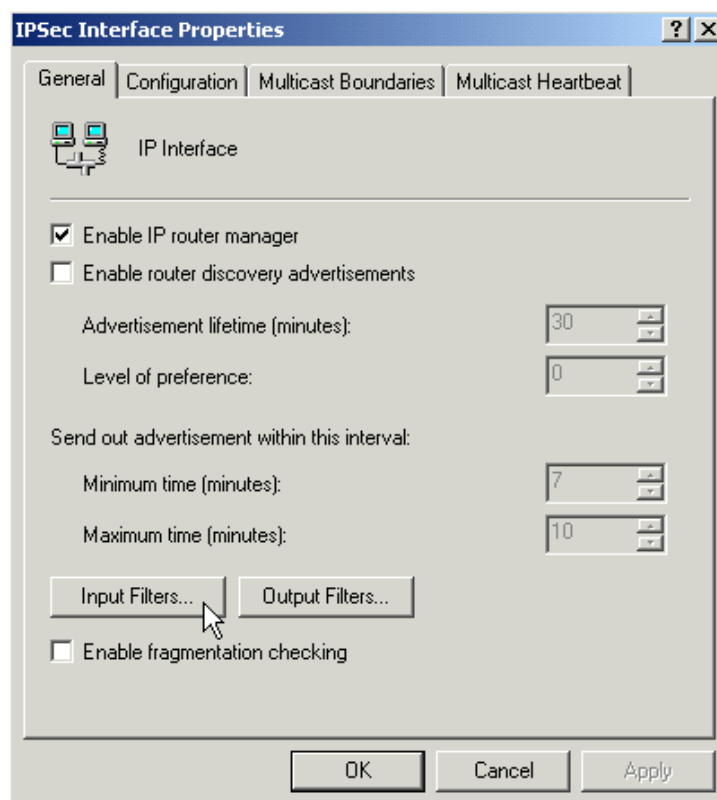 IPSec Interface Properties
General Configuration Multicast Boundaries Multicast Heartbeat
IP Interface
Enable IP router manager
Enable router discovery advertisements
Advertisement lifetime (minutes): 30
Level of preference: 0
Send out advertisement within this interval:
Minimum time (minutes): 7
Maximum time (minutes): 10
Input Filters... Output Filters...
Enable fragmentation checking
OK Cancel Apply